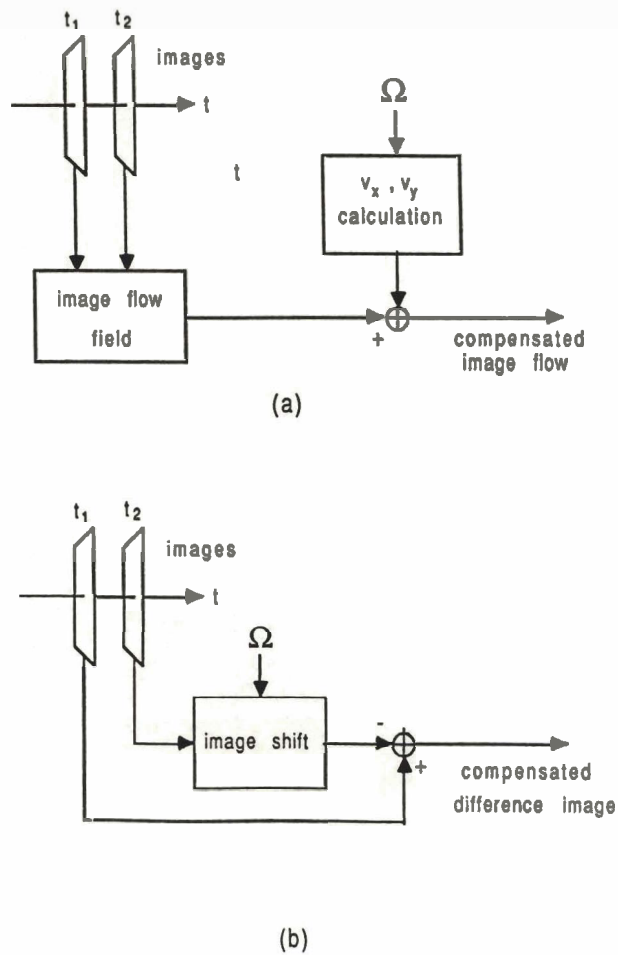 t₁ t₂
images
t
Ω
t
vₓ , vᵧ
calculation
image flow
field
+
compensated
image flow
(a)
t₁ t₂
images
t
Ω
image shift
-
+
compensated
difference image
(b)